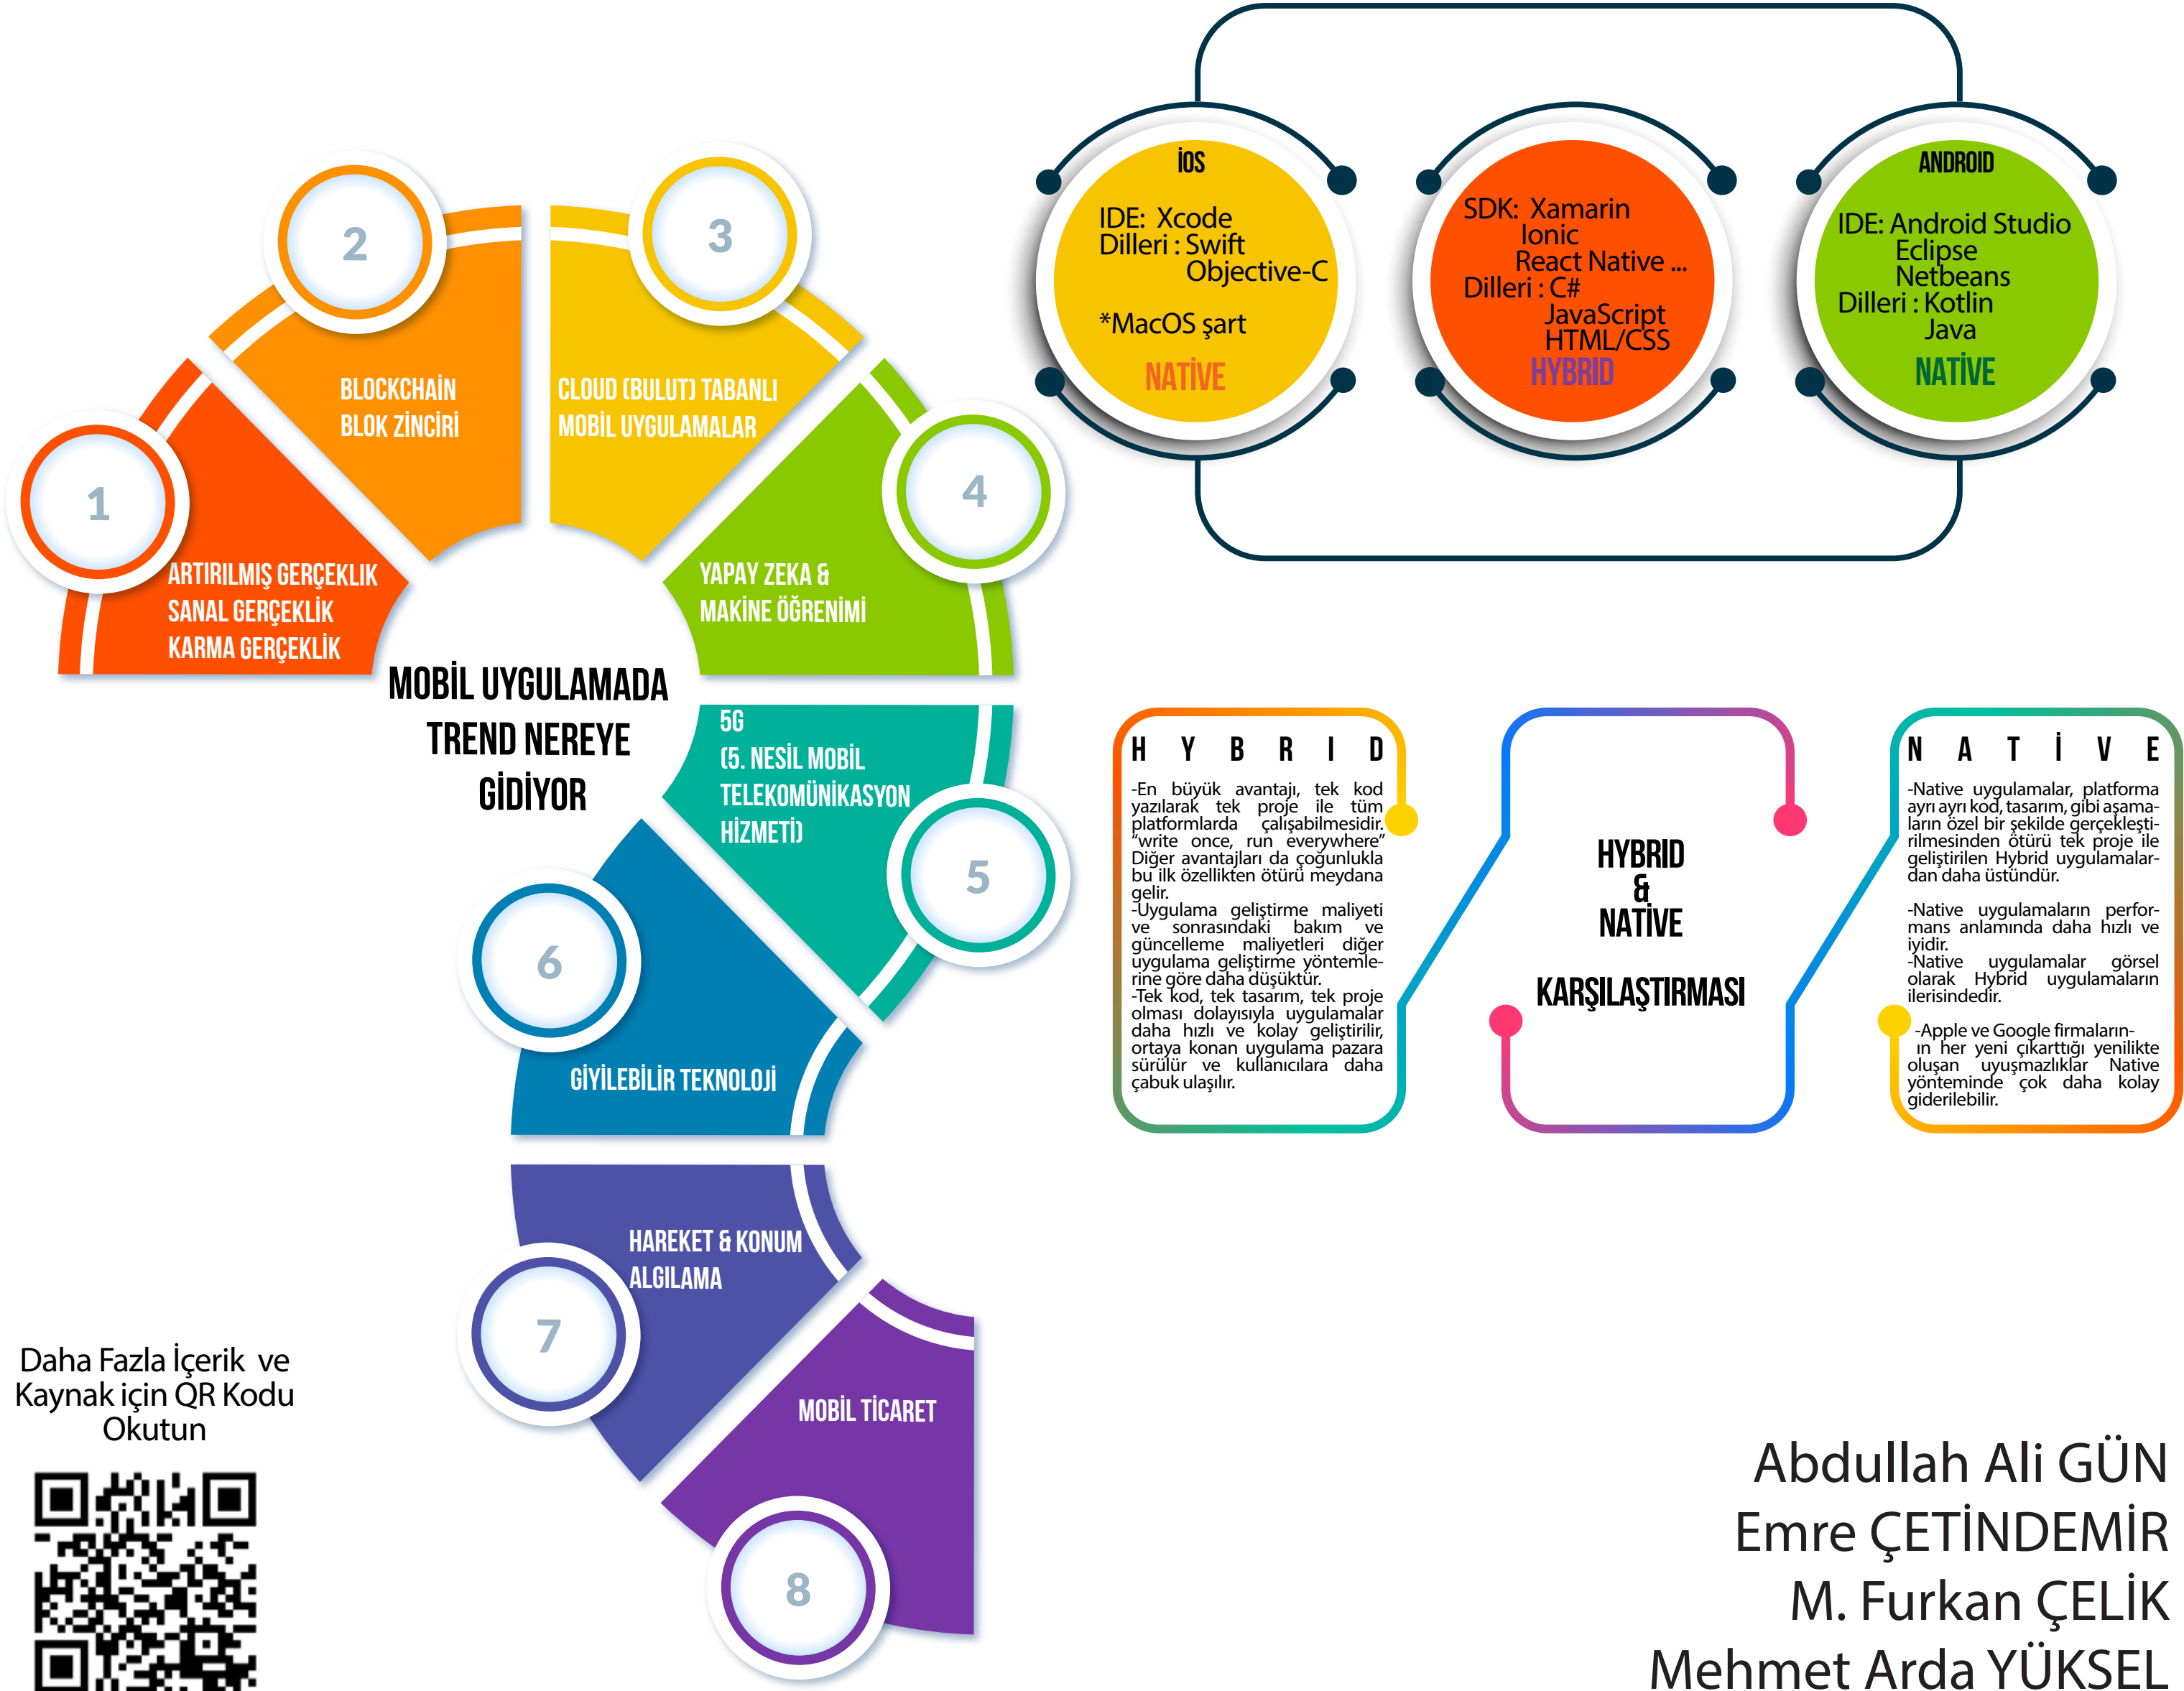 1
ARTIRILMIŞ GERÇEKLIK
SANAL GERÇEKLİK
KARMA GERÇEKLİK
2
BLOCKCHAİN
BLOK ZİNCİRİ
3
CLOUD (BULUT) TABANLI
MOBİL UYGULAMALAR
4
YAPAY ZEKA &
MAKİNE ÖĞRENİMİ
MOBİL UYGULAMADA
TREND NEREYE
GİDİYOR
5G
(5. NESİL MOBİL
TELEKOMÜNİKASYON
HİZMETİ)
5
6
GİYİLEBİLİR TEKNOLOJİ
7
HAREKET & KONUM
ALGILAMA
MOBİL TİCARET
8
İOS
IDE: Xcode
Dilleri : Swift
Objective-C
*MacOS şart
NATİVE
SDK: Xamarin
Ionic
React Native ...
Dilleri : C#
JavaScript
HTML/CSS
HYBRID
ANDROID
IDE: Android Studio
Eclipse
Netbeans
Dilleri : Kotlin
Java
NATİVE
HYBRID
-En büyük avantajı, tek kod
yazılarak tek proje ile tüm
platformlarda çalışabilmesidir.
“write once, run everywhere”
Diğer avantajları da çoğunlukla
bu ilk özellikten ötürü meydana
gelir.
-Uygulama geliştirme maliyeti
ve sonrasındaki bakım ve
güncelleme maliyetleri diğer
uygulama geliştirme yöntemle-
rine göre daha düşüktür.
-Tek kod, tek tasarım, tek proje
olması dolayısıyla uygulamalar
daha hızlı ve kolay geliştirilir,
ortaya konan uygulama pazara
sürülür ve kullanıcılara daha
çabuk ulaşılır.
HYBRID
&
NATİVE
KARŞILAŞTIRMASI
NATİVE
-Native uygulamalar, platforma
ayrı ayrı kod, tasarım, gibi aşama-
ların özel bir şekilde gerçekleşti-
rilmesinden ötürü tek proje ile
geliştirilen Hybrid uygulamalar-
dan daha üstündür.
-Native uygulamaların perfor-
mans anlamında daha hızlı ve
iyidir.
-Native uygulamalar görsel
olarak Hybrid uygulamaların
ilerisindedir.
-Apple ve Google firmaların-
ın her yeni çıkarttığı yenilikte
oluşan uyuşmazlıklar Native
yönteminde çok daha kolay
giderilebilir.
Daha Fazla İçerik ve
Kaynak için QR Kodu
Okutun
Abdullah Ali GÜN
Emre ÇETİNDEMİR
M. Furkan ÇELİK
Mehmet Arda YÜKSEL